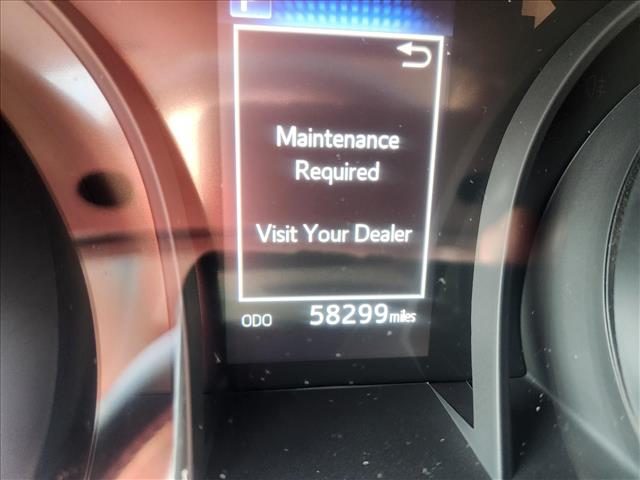 Maintenance
Required
Visit Your Dealer
ODO 58299 miles